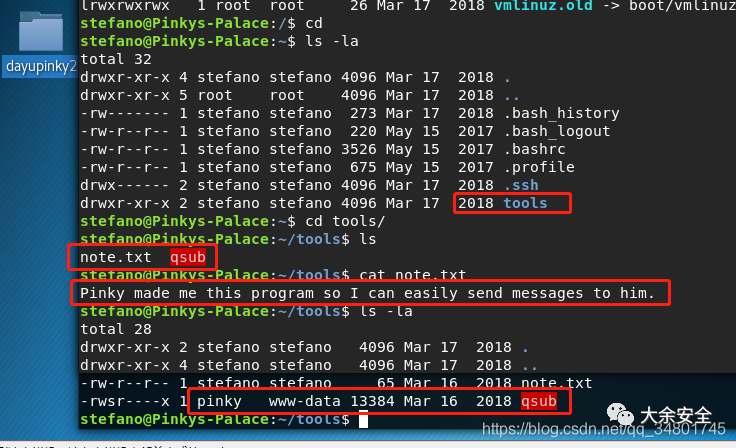 lrwxrwxrwx   1 root  root     26 Mar 17  2018 vmlinuz.old -> boot/vmlinuz
stefano@Pinkys-Palace:/$ cd
stefano@Pinkys-Palace:~$ ls -la
total 32
drwxr-xr-x 4 stefano stefano 4096 Mar 17  2018 .
drwxr-xr-x 5 root    root    4096 Mar 17  2018 ..
-rw------- 1 stefano stefano  273 Mar 17  2018 .bash_history
-rw-r--r-- 1 stefano stefano  220 May 15  2017 .bash_logout
-rw-r--r-- 1 stefano stefano 3526 May 15  2017 .bashrc
-rw-r--r-- 1 stefano stefano  675 May 15  2017 .profile
drwx------ 2 stefano stefano 4096 Mar 17  2018 .ssh
drwxr-xr-x 2 stefano stefano 4096 Mar 17  2018 tools
stefano@Pinkys-Palace:~$ cd tools/
stefano@Pinkys-Palace:~/tools$ ls
note.txt  qsub
stefano@Pinkys-Palace:~/tools$ cat note.txt
Pinky made me this program so I can easily send messages to him.
stefano@Pinkys-Palace:~/tools$ ls -la
total 28
drwxr-xr-x 2 stefano stefano   4096 Mar 17  2018 .
drwxr-xr-x 4 stefano stefano   4096 Mar 17  2018 ..
-rw-r--r-- 1 stefano stefano     65 Mar 16  2018 note.txt
-rwsr----x 1 pinky   www-data 13384 Mar 16  2018 qsub
stefano@Pinkys-Palace:~/tools$
dayupinky2
大余安全
https://blog.csdn.net/qq_34801745